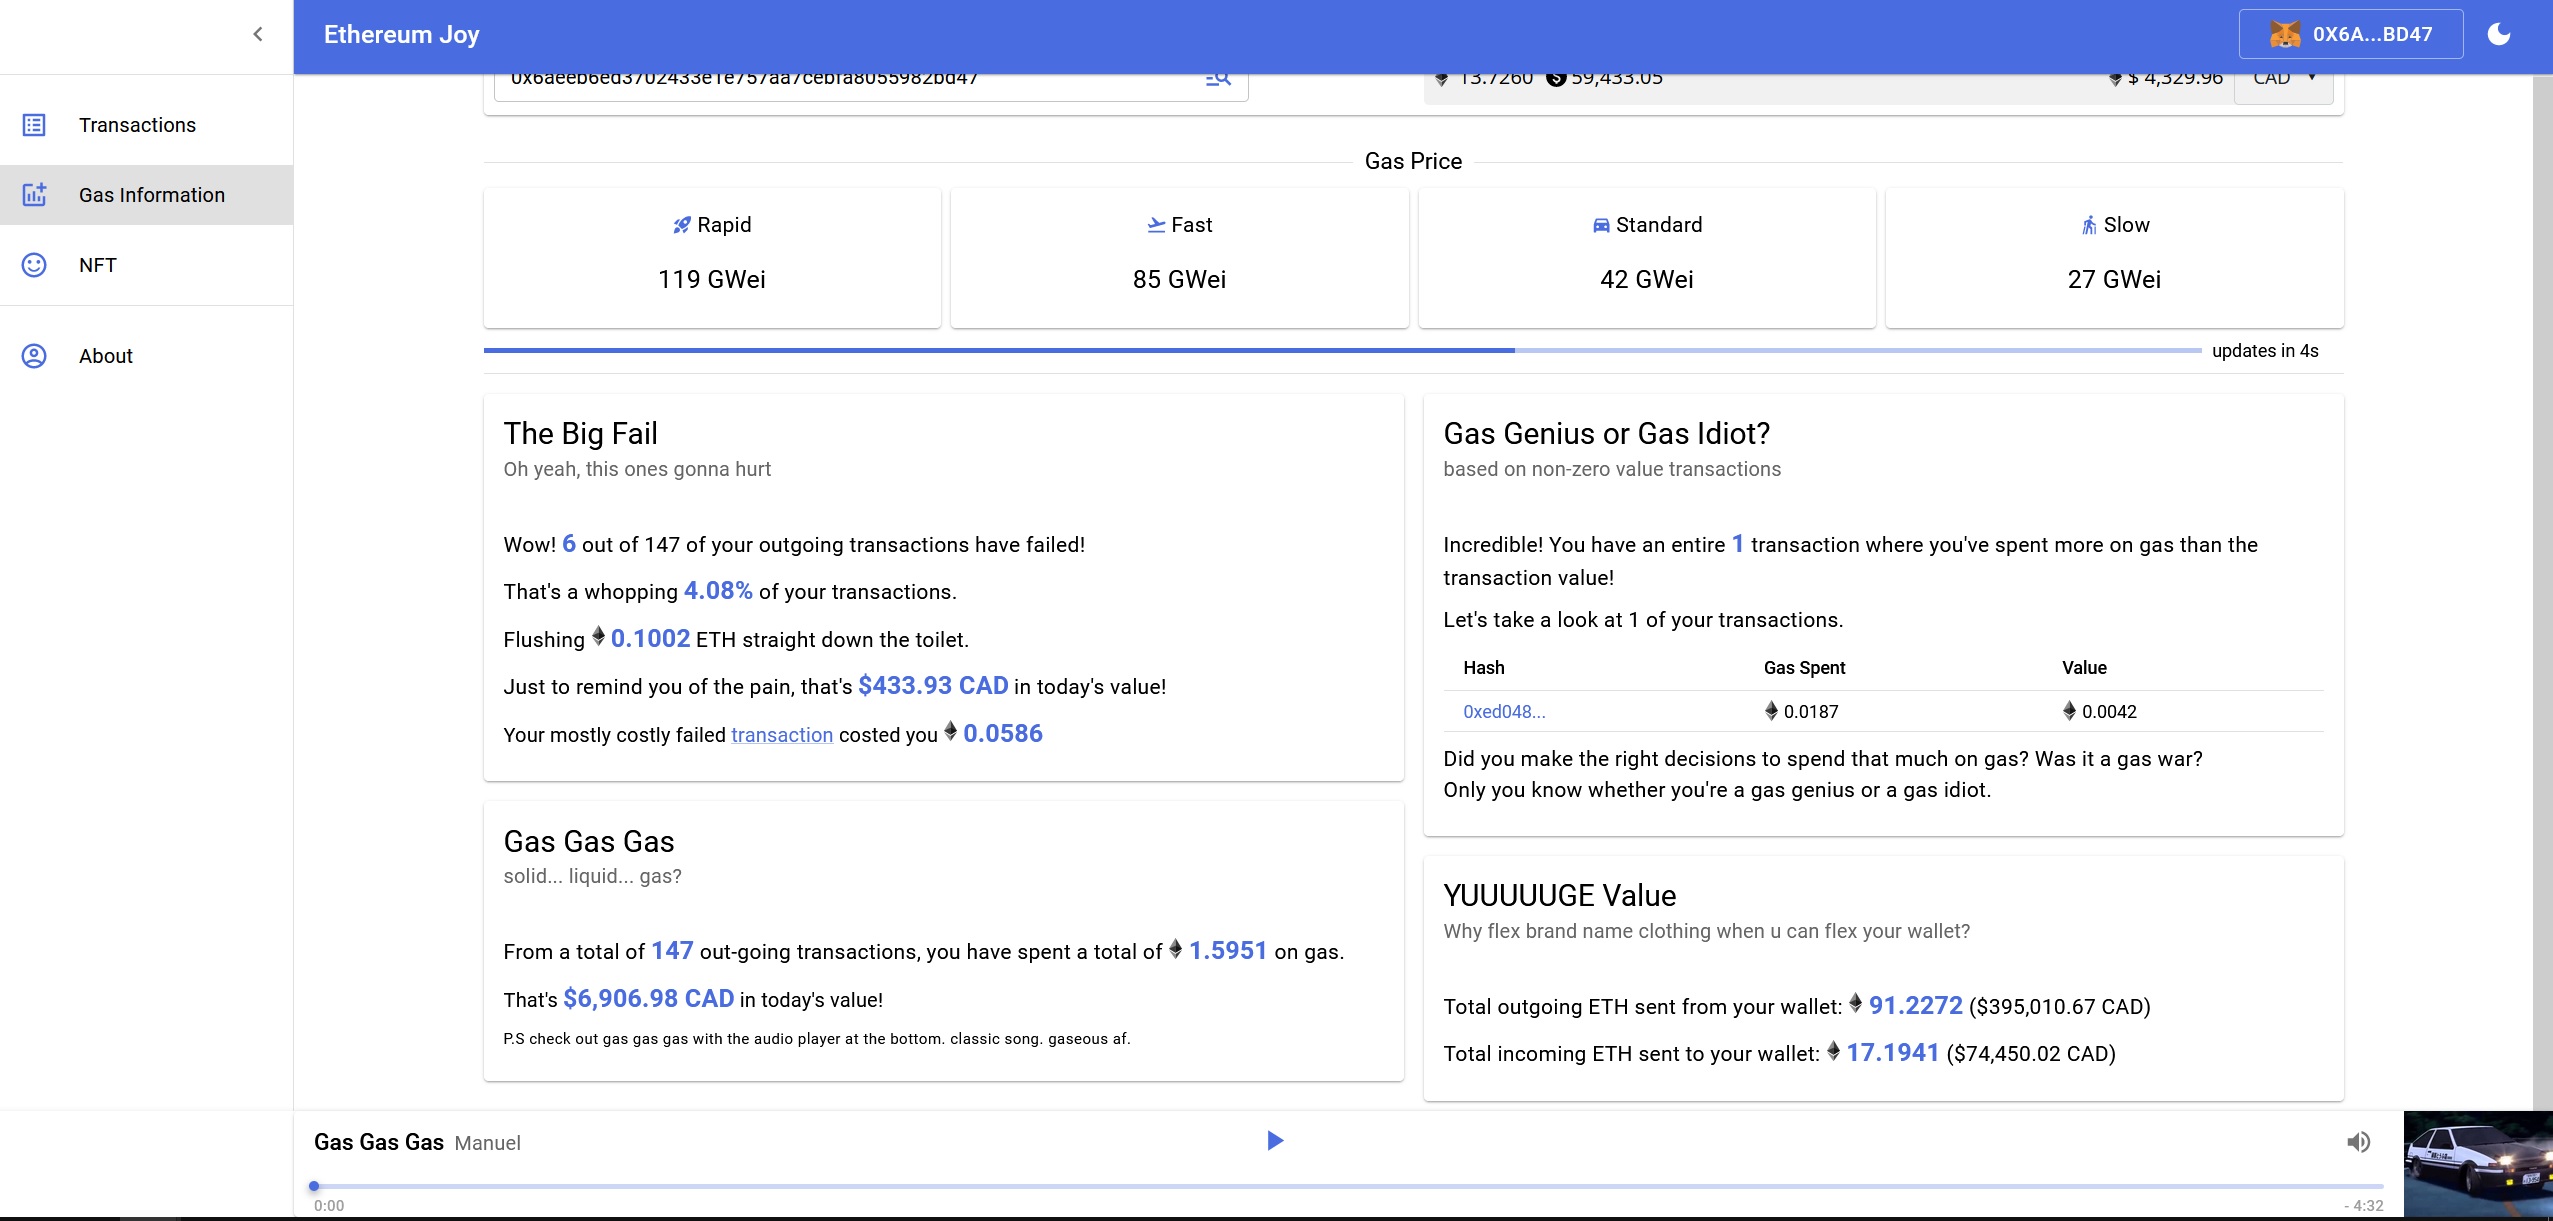 Ethereum Joy
0X6A...BD47
Transactions
Gas Information
NFT
About
0x6aeeb6ed3702433e1e757aa7cebfa8055982bd47
13.7260 59,433.05
$ 4,329.96 CAD
Gas Price
Rapid
119 GWei
Fast
85 GWei
Standard
42 GWei
Slow
27 GWei
updates in 4s
The Big Fail
Oh yeah, this ones gonna hurt
Wow! 6 out of 147 of your outgoing transactions have failed!
That's a whopping 4.08% of your transactions.
Flushing 0.1002 ETH straight down the toilet.
Just to remind you of the pain, that's $433.93 CAD in today's value!
Your mostly costly failed transaction costed you 0.0586
Gas Gas Gas
solid... liquid... gas?
From a total of 147 out-going transactions, you have spent a total of 1.5951 on gas.
That's $6,906.98 CAD in today's value!
P.S check out gas gas gas with the audio player at the bottom. classic song. gaseous af.
Gas Genius or Gas Idiot?
based on non-zero value transactions
Incredible! You have an entire 1 transaction where you've spent more on gas than the
transaction value!
Let's take a look at 1 of your transactions.
Hash Gas Spent Value
0xed048... 0.0187 0.0042
Did you make the right decisions to spend that much on gas? Was it a gas war?
Only you know whether you're a gas genius or a gas idiot.
YUUUUUGE Value
Why flex brand name clothing when u can flex your wallet?
Total outgoing ETH sent from your wallet: 91.2272 ($395,010.67 CAD)
Total incoming ETH sent to your wallet: 17.1941 ($74,450.02 CAD)
Gas Gas Gas Manuel
0:00
- 4:32